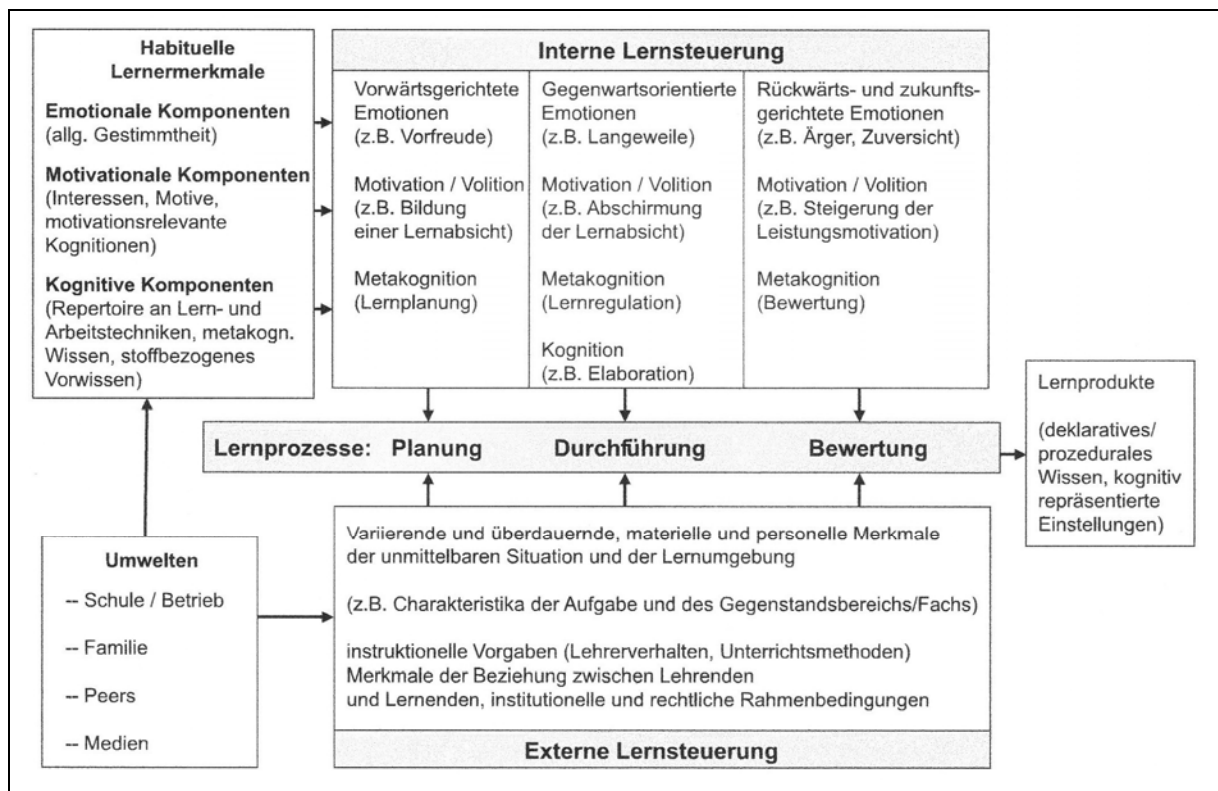 Habituelle
Lernermerkmale
Emotionale Komponenten
(allg. Gestimmtheit)
Motivationale Komponenten
(Interessen, Motive,
motivationsrelevante
Kognitionen)
Kognitive Komponenten
(Repertoire an Lern- und
Arbeitstechniken, metakogn.
Wissen, stoffbezogenes
Vorwissen)
Interne Lernsteuerung
Vorwärtsgerichtete
Emotionen
(z.B. Vorfreude)
Motivation / Volition
(z.B. Bildung
einer Lernabsicht)
Metakognition
(Lernplanung)
Gegenwartsorientierte
Emotionen
(z.B. Langeweile)
Motivation / Volition
(z.B. Abschirmung
der Lernabsicht)
Metakognition
(Lernregulation)
Kognition
(z.B. Elaboration)
Rückwärts- und zukunfts-
gerichtete Emotionen
(z.B. Ärger, Zuversicht)
Motivation / Volition
(z.B. Steigerung der
Leistungsmotivation)
Metakognition
(Bewertung)
Lernprozesse: Planung Durchführung Bewertung
Lernprodukte
(deklaratives/
prozedurales
Wissen, kognitiv
repräsentierte
Einstellungen)
Umwelten
-- Schule / Betrieb
-- Familie
-- Peers
-- Medien
Variierende und überdauernde, materielle und personelle Merkmale
der unmittelbaren Situation und der Lernumgebung
(z.B. Charakteristika der Aufgabe und des Gegenstandsbereichs/Fachs)
instruktionelle Vorgaben (Lehrerverhalten, Unterrichtsmethoden)
Merkmale der Beziehung zwischen Lehrenden
und Lernenden, institutionelle und rechtliche Rahmenbedingungen
Externe Lernsteuerung